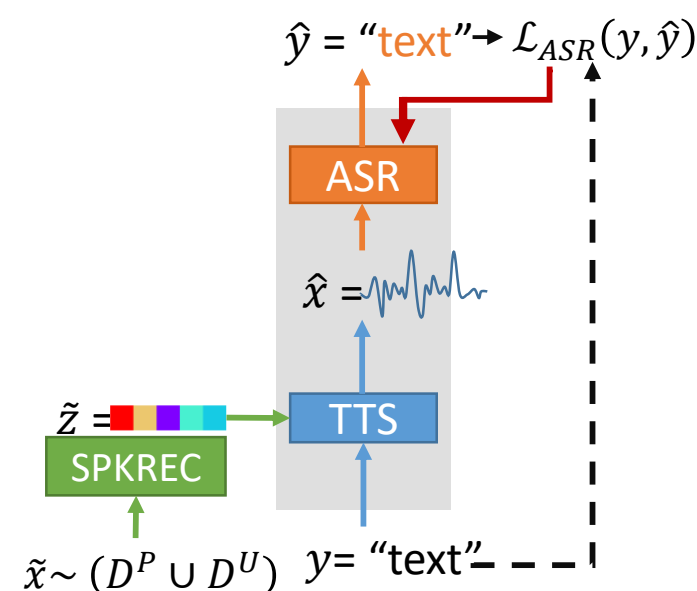 ŷ = “text” → ℒ_ASR(y, ŷ)
ASR
x̂ =
z̃ =
TTS
SPKREC
x̃ ~ (D^P ∪ D^U)
y= “text”